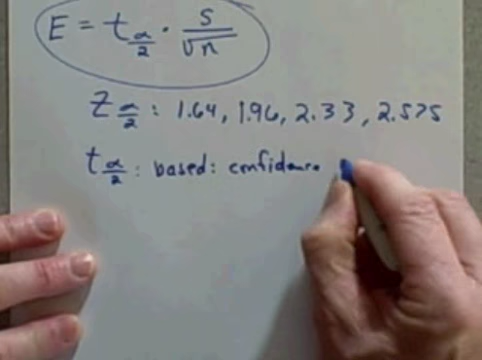 E = t α/2 · s/√n
Z α/2 : 1.64, 1.96, 2.33, 2.575
t α/2 : based: confidence